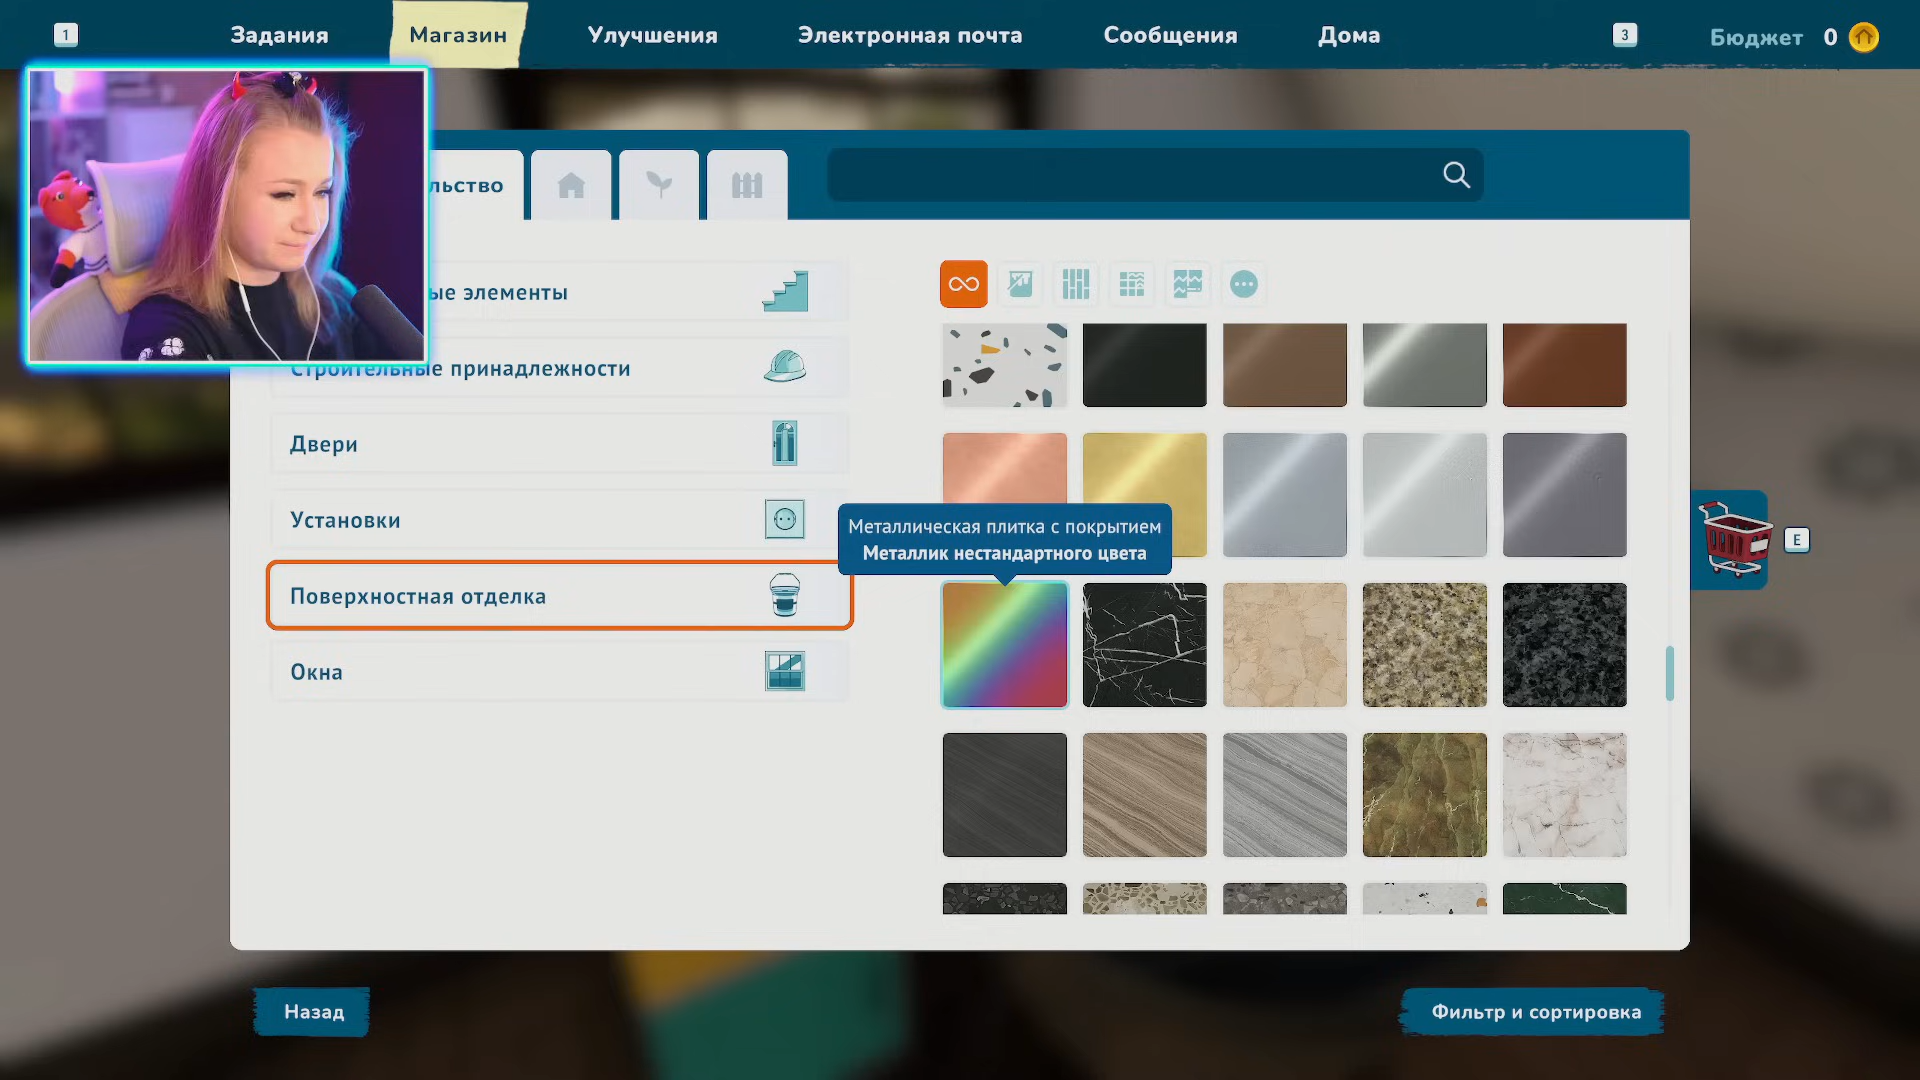 1
Задания
Магазин
Улучшения
Электронная почта
Сообщения
Дома
3
Бюджет 0
льство
ые элементы
Строительные принадлежности
Двери
Установки
Поверхностная отделка
Окна
Металлическая плитка с покрытием
Металлик нестандартного цвета
E
Назад
Фильтр и сортировка